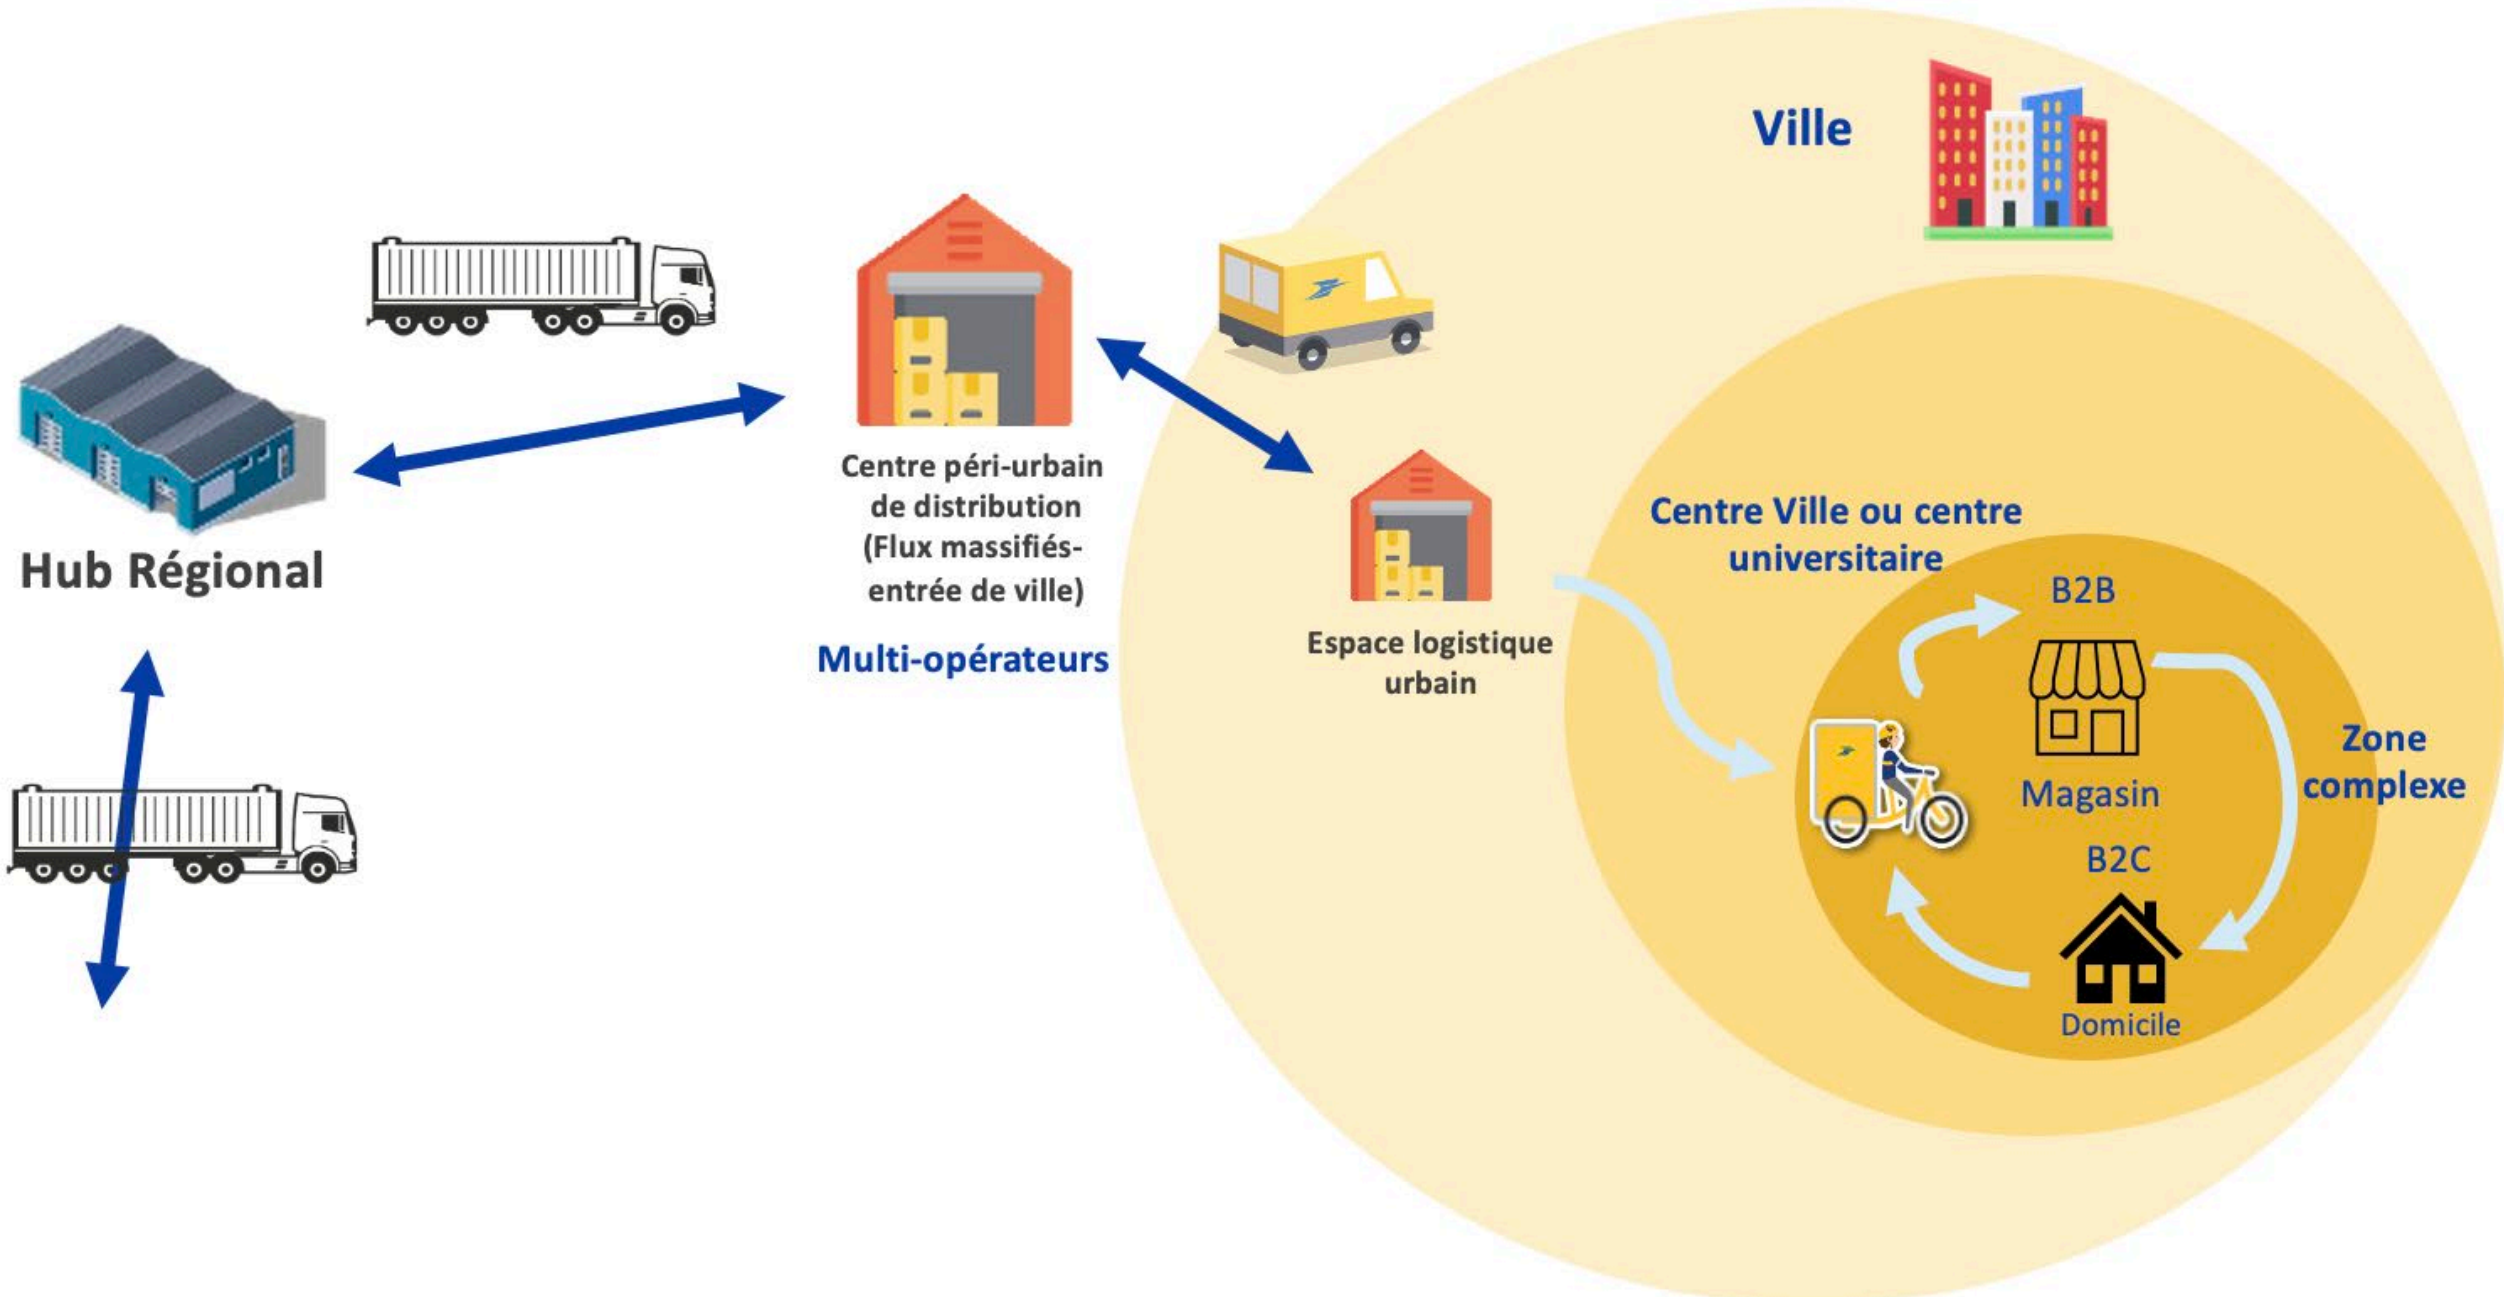 Ville
Hub Régional
Centre péri-urbain
de distribution
(Flux massifiés-
entrée de ville)
Multi-opérateurs
Espace logistique
urbain
Centre Ville ou centre
universitaire
B2B
Magasin
B2C
Domicile
Zone
complexe